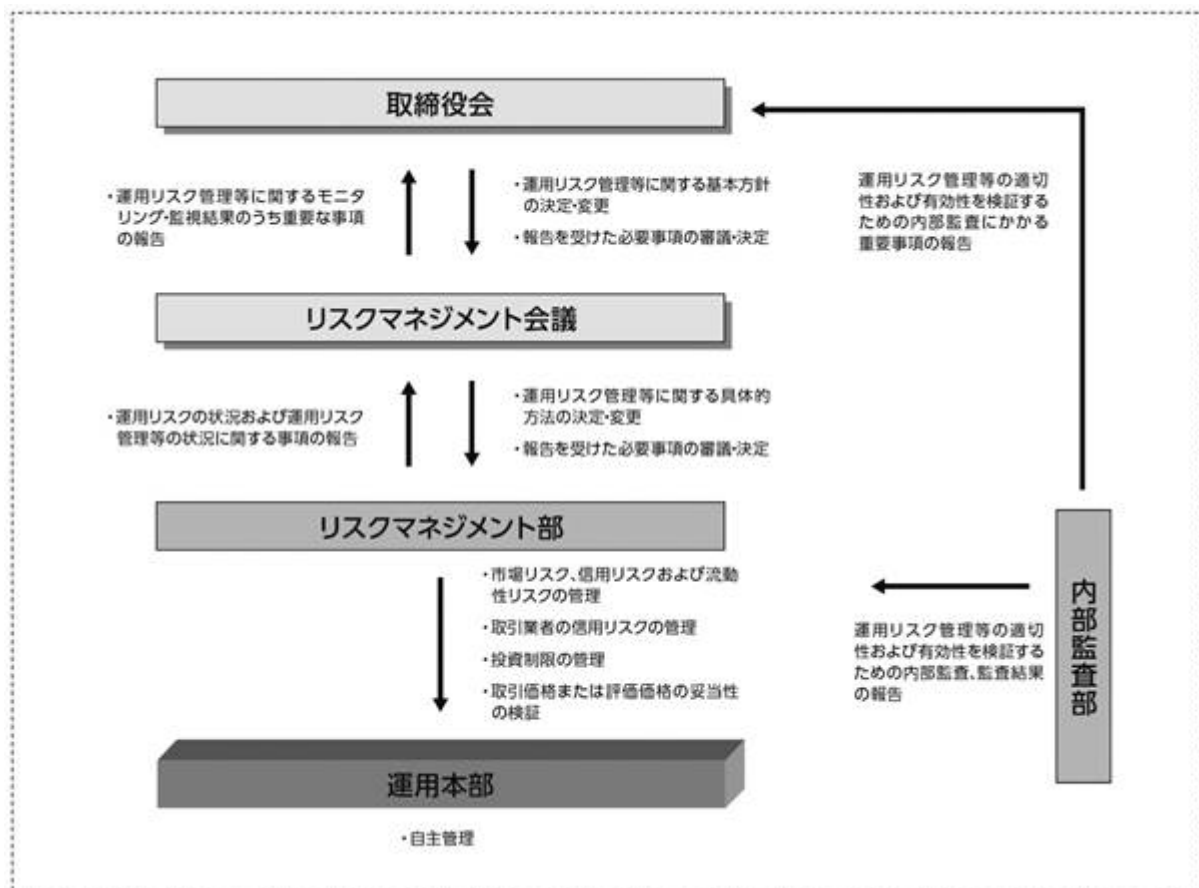 取締役会
・運用リスク管理等に関するモニタ
リング・監視結果のうち重要な事項
の報告
・運用リスク管理等に関する基本方針
の決定・変更
・報告を受けた必要事項の審議・決定
運用リスク管理等の適切
性および有効性を検証する
ための内部監査にかかる
重要事項の報告
リスクマネジメント会議
・運用リスクの状況および運用リスク
管理等の状況に関する事項の報告
・運用リスク管理等に関する具体的
方法の決定・変更
・報告を受けた必要事項の審議・決定
リスクマネジメント部
・市場リスク、信用リスクおよび流動
性リスクの管理
・取引業者の信用リスクの管理
・投資制限の管理
・取引価格または評価価格の妥当性
の検証
運用リスク管理等の適切
性および有効性を検証する
ための内部監査、監査結果
の報告
内部監査部
運用本部
・自主管理